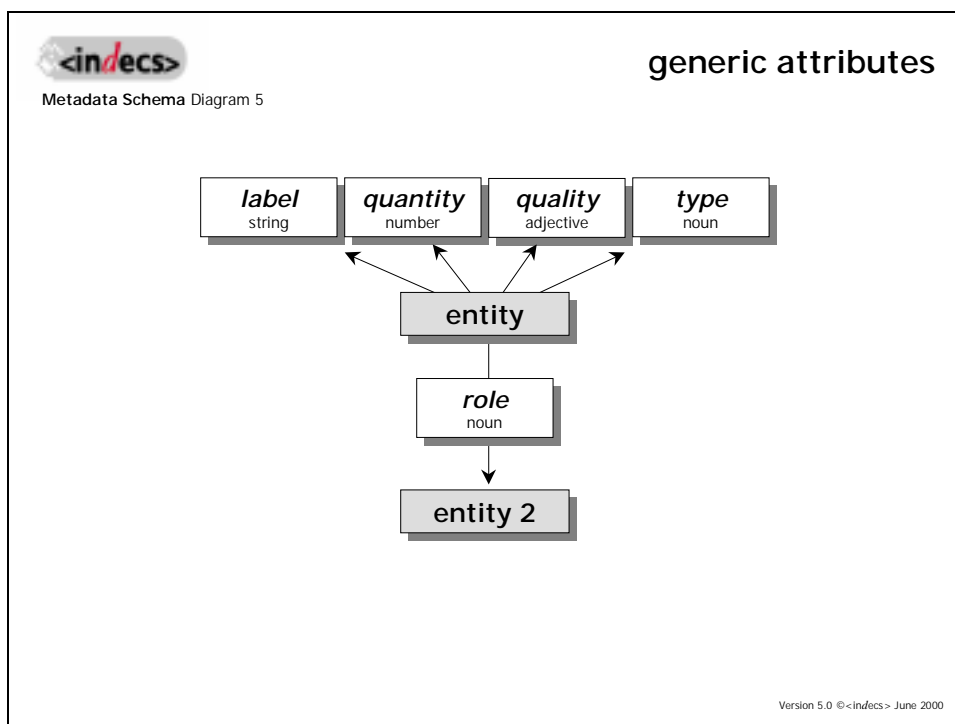 <indecs>
generic attributes
Metadata Schema Diagram 5
label quantity quality type
string number adjective noun
entity
role
noun
entity 2
Version 5.0 ©<indecs> June 2000